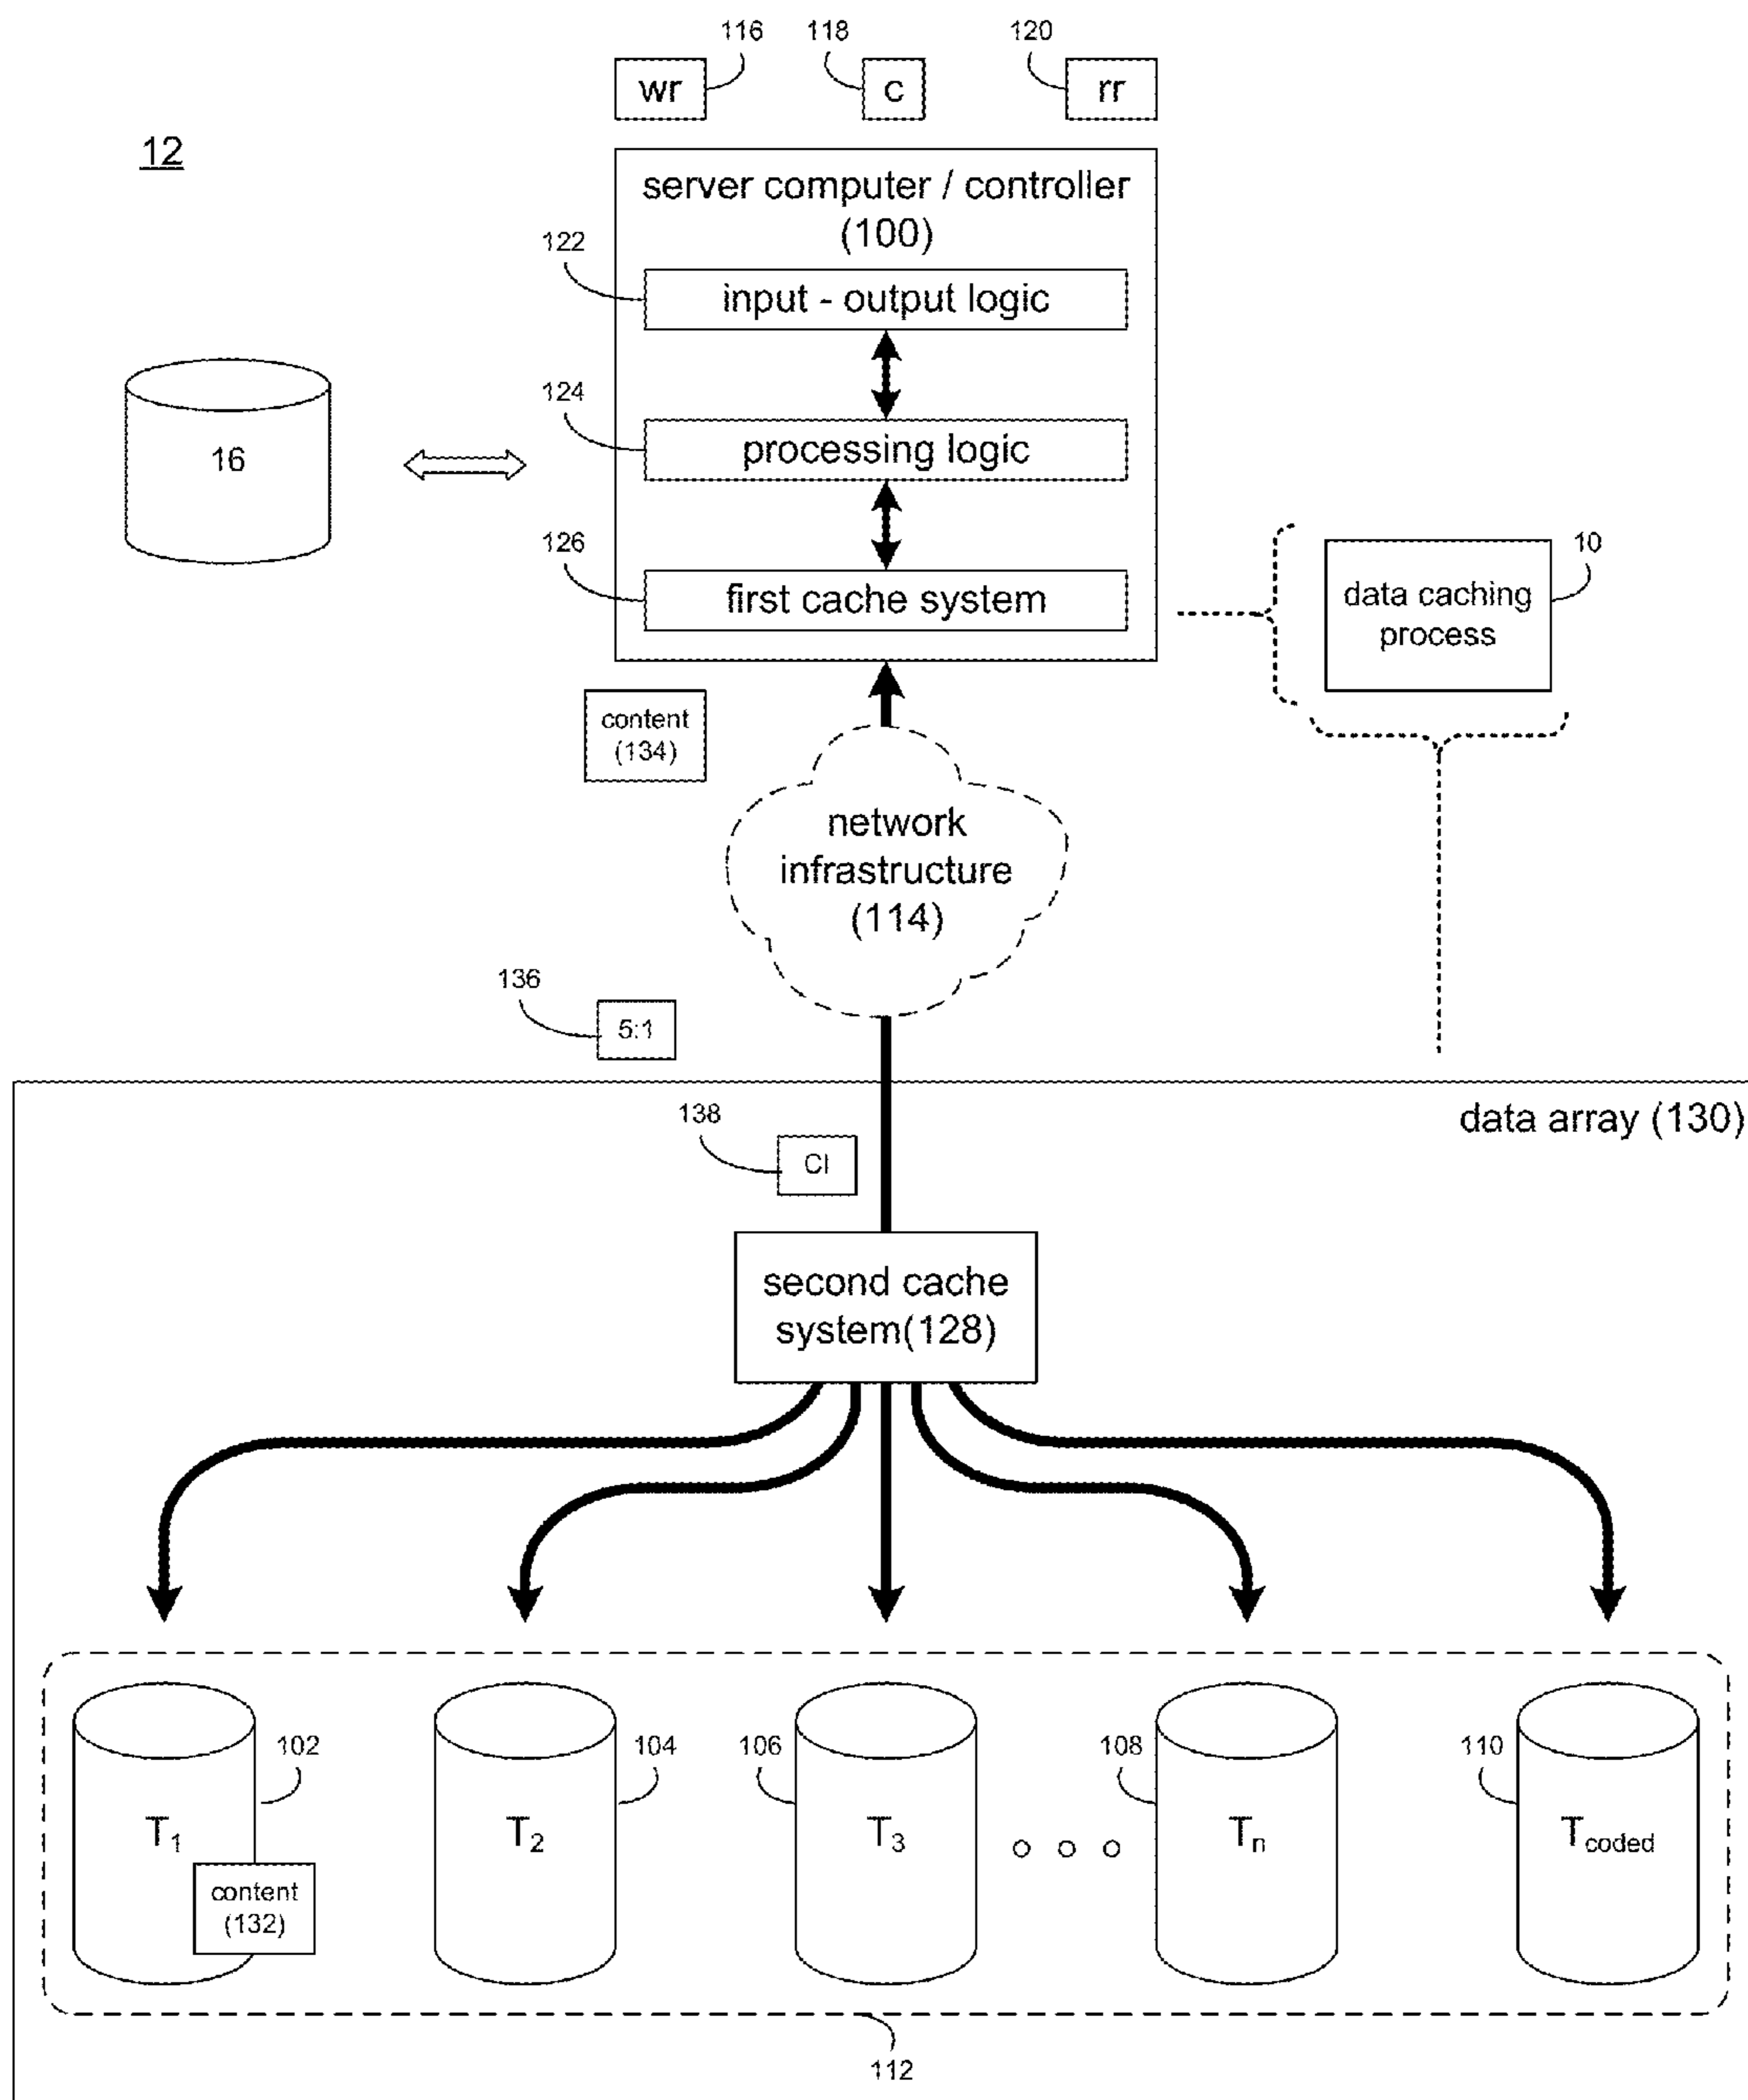 116
118
120
wr
c
rr
12
server computer / controller
(100)
122
input - output logic
124
processing logic
16
126
first cache system
10
data caching
process
content
(134)
network
infrastructure
(114)
136
5:1
data array (130)
138
CI
second cache
system(128)
102
104
106
108
110
T1
T2
T3
Tn
Tcoded
content
(132)
112